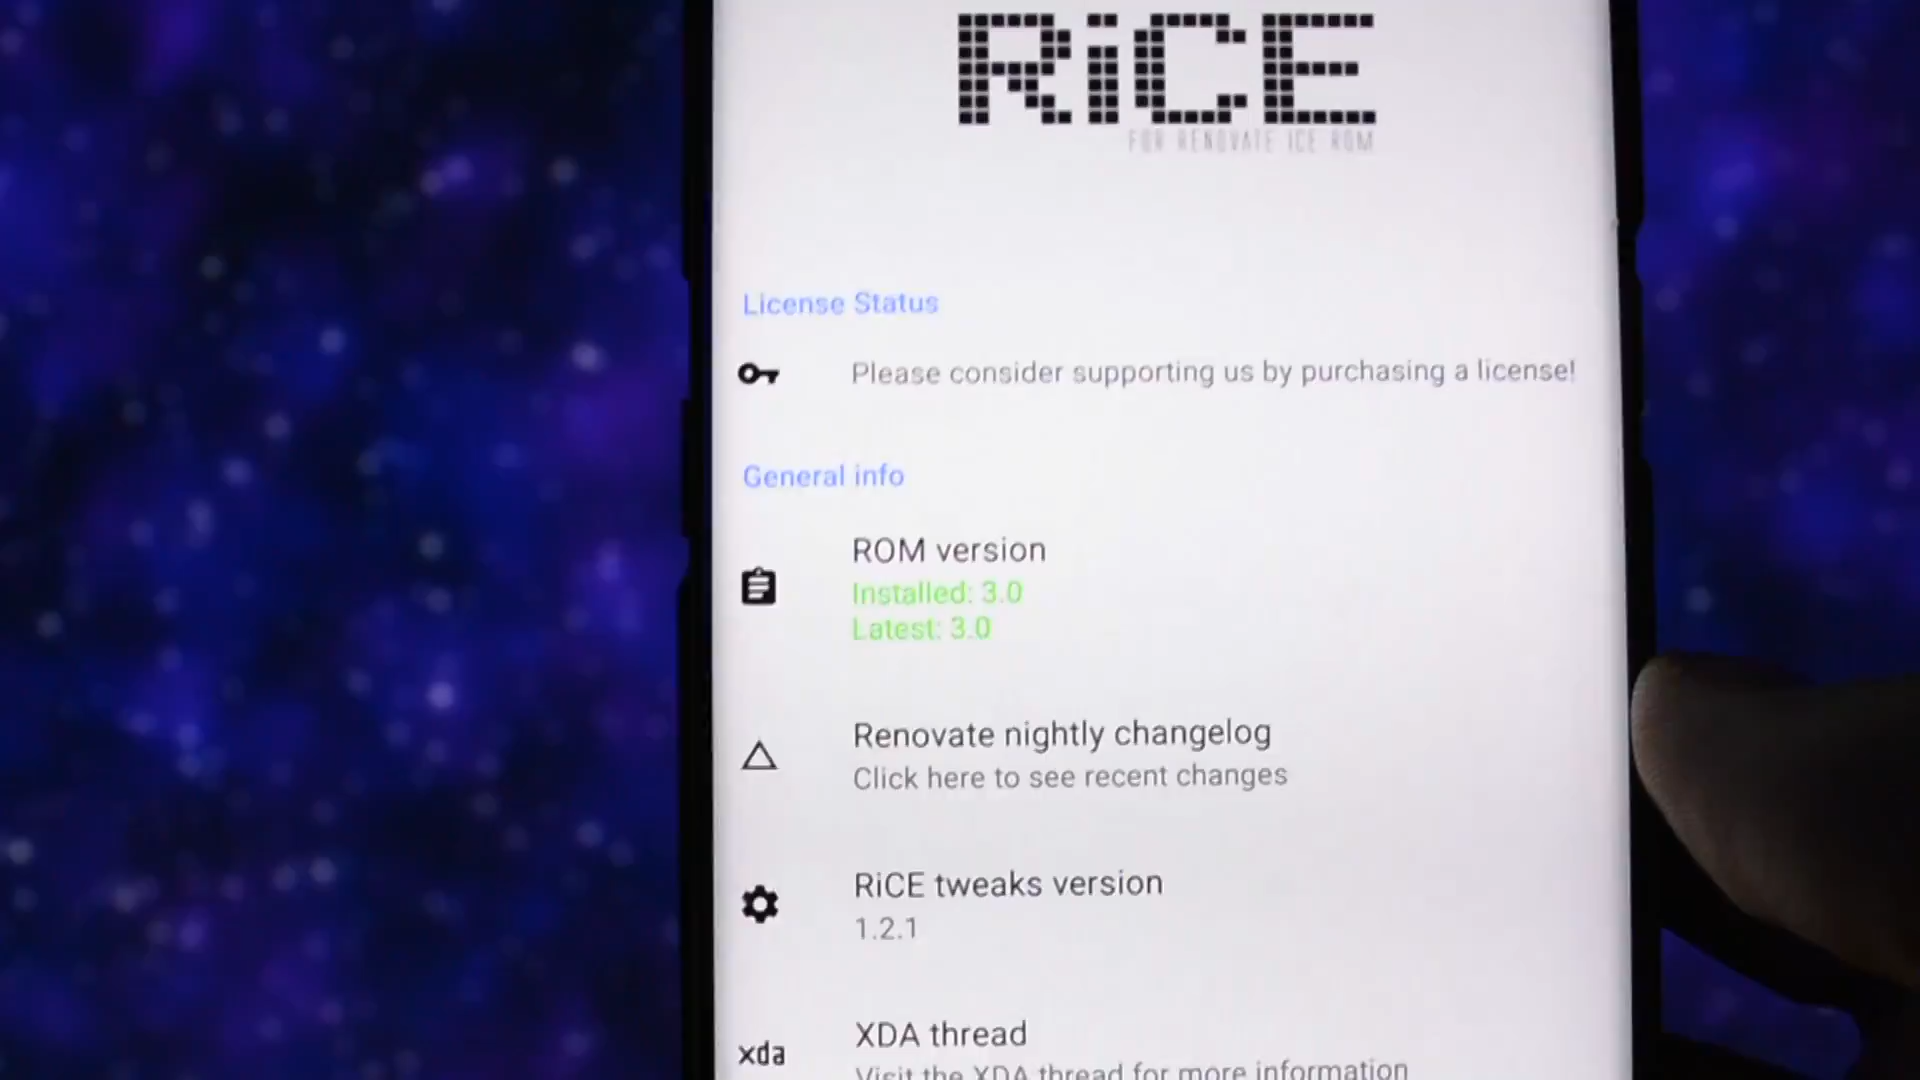 RiCE
FOR RENOVATE ICE ROM
License Status
Please consider supporting us by purchasing a license!
General info
ROM version
Installed: 3.0
Latest: 3.0
Renovate nightly changelog
Click here to see recent changes
RiCE tweaks version
1.2.1
xda
XDA thread
Visit the XDA thread for more information